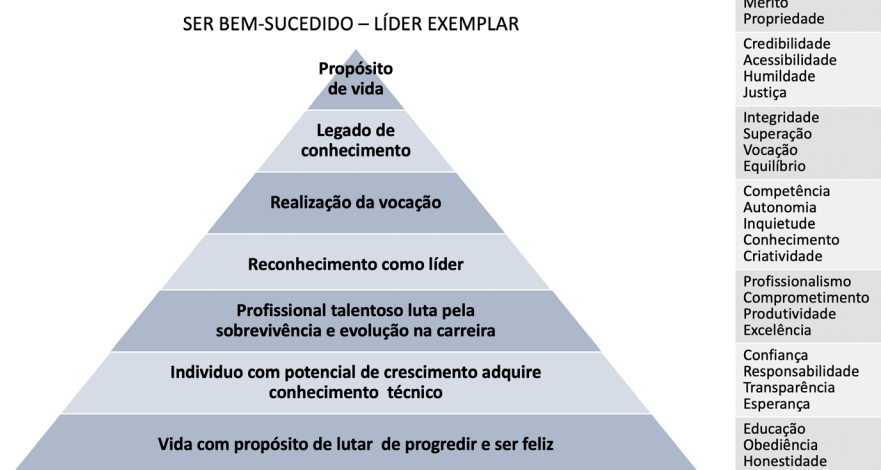 SER BEM-SUCEDIDO – LÍDER EXEMPLAR
Propósito
de vida
Legado de
conhecimento
Realização da vocação
Reconhecimento como líder
Profissional talentoso luta pela
sobrevivência e evolução na carreira
Individuo com potencial de crescimento adquire
conhecimento técnico
Vida com propósito de lutar de progredir e ser feliz
Mérito
Propriedade
Credibilidade
Acessibilidade
Humildade
Justiça
Integridade
Superação
Vocação
Equilíbrio
Competência
Autonomia
Inquietude
Conhecimento
Criatividade
Profissionalismo
Comprometimento
Produtividade
Excelência
Confiança
Responsabilidade
Transparência
Esperança
Educação
Obediência
Honestidade